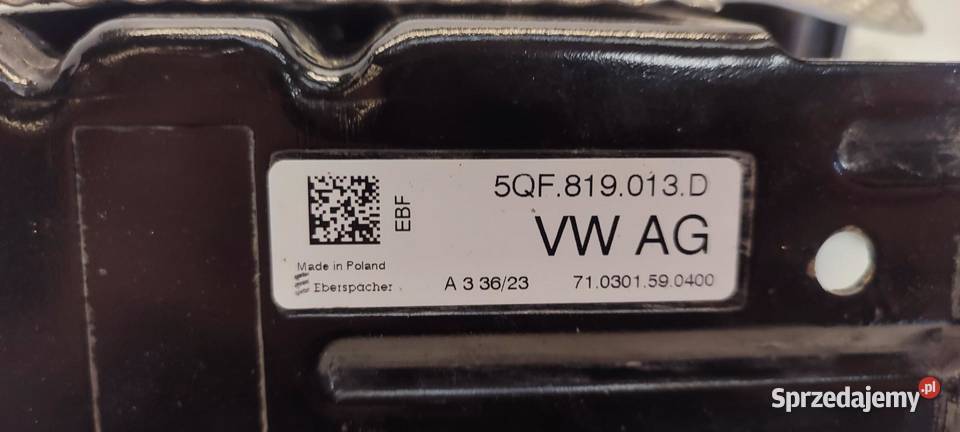 5QF.819.013.D
EBF
VW AG
Made in Poland
Eberspächer
A 3 36/23
71.0301.59.0400
Sprzedajemy.pl